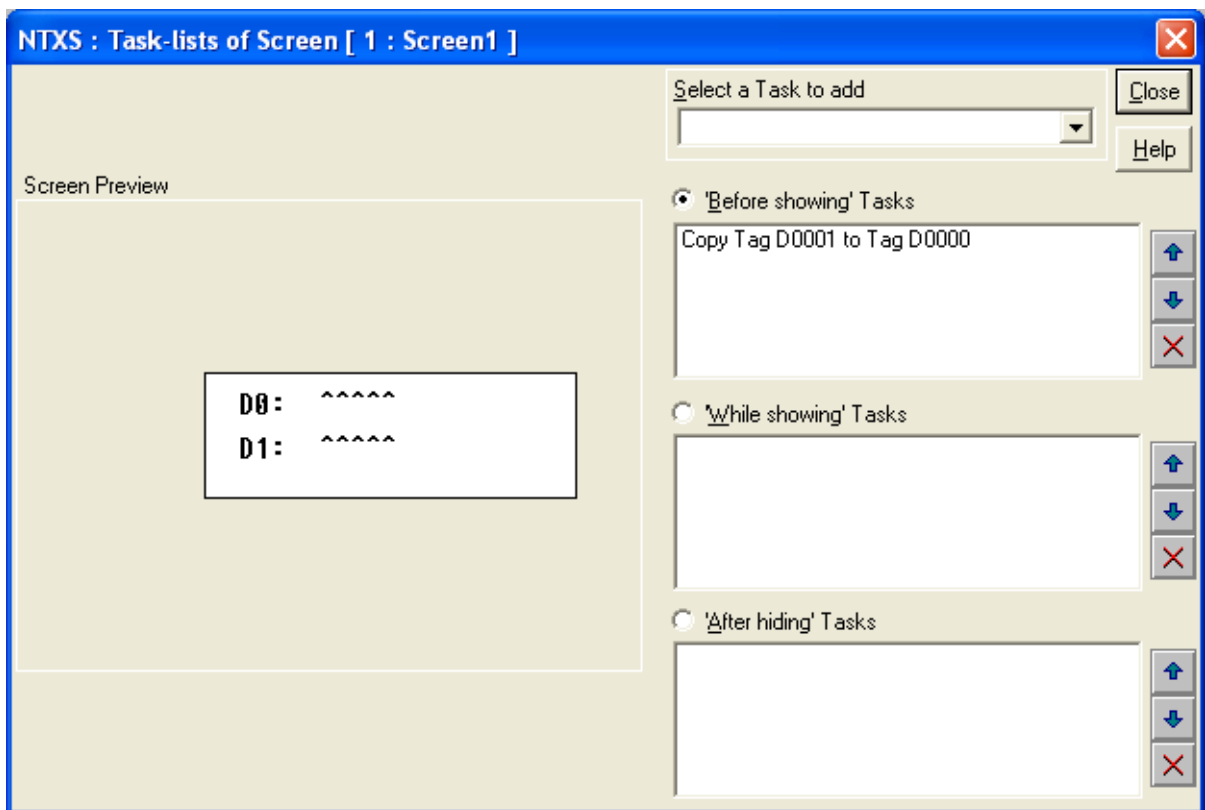 NTXS : Task-lists of Screen [ 1 : Screen1 ]
Select a Task to add
Close
Help
Screen Preview
'Before showing' Tasks
Copy Tag D0001 to Tag D0000
D0: ^^^^^
D1: ^^^^^
'While showing' Tasks
'After hiding' Tasks